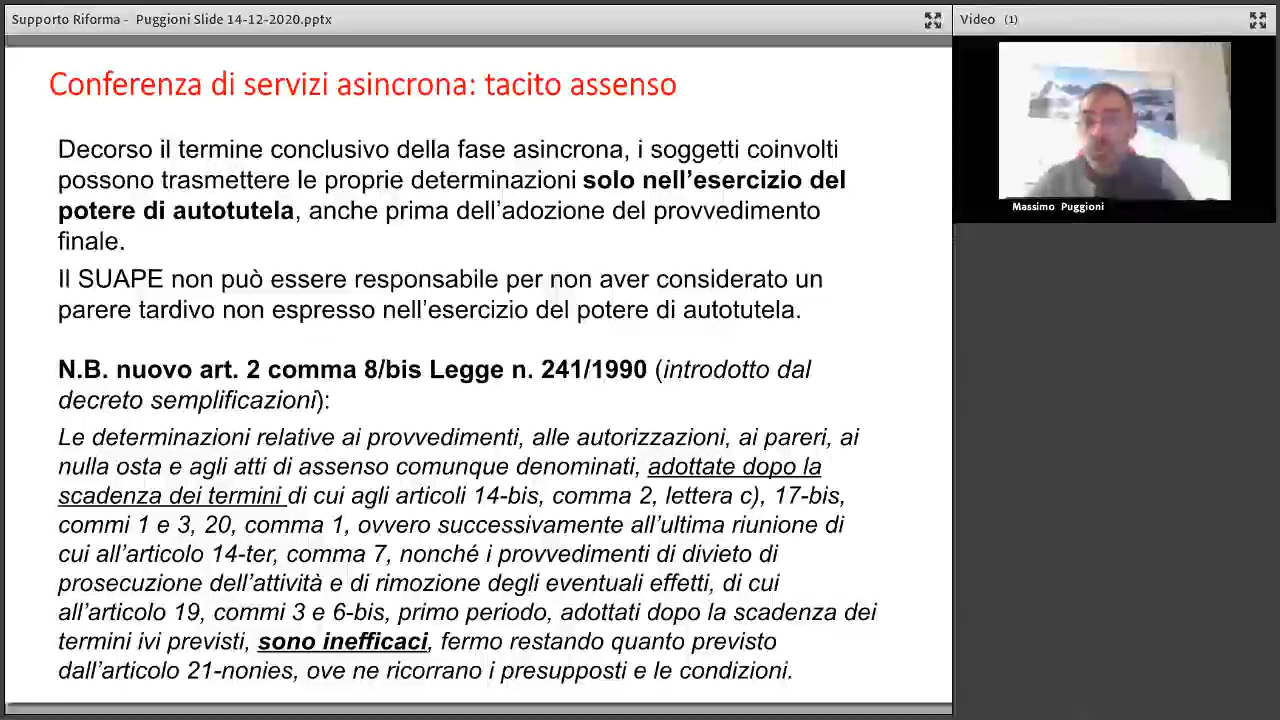 Supporto Riforma - Puggioni Slide 14-12-2020.pptx
Video (1)
Massimo Puggioni
Conferenza di servizi asincrona: tacito assenso
Decorso il termine conclusivo della fase asincrona, i soggetti coinvolti
possono trasmettere le proprie determinazioni solo nell’esercizio del
potere di autotutela, anche prima dell’adozione del provvedimento
finale.
Il SUAPE non può essere responsabile per non aver considerato un
parere tardivo non espresso nell’esercizio del potere di autotutela.
N.B. nuovo art. 2 comma 8/bis Legge n. 241/1990 (introdotto dal
decreto semplificazioni):
Le determinazioni relative ai provvedimenti, alle autorizzazioni, ai pareri, ai
nulla osta e agli atti di assenso comunque denominati, adottate dopo la
scadenza dei termini di cui agli articoli 14-bis, comma 2, lettera c), 17-bis,
commi 1 e 3, 20, comma 1, ovvero successivamente all’ultima riunione di
cui all’articolo 14-ter, comma 7, nonché i provvedimenti di divieto di
prosecuzione dell’attività e di rimozione degli eventuali effetti, di cui
all’articolo 19, commi 3 e 6-bis, primo periodo, adottati dopo la scadenza dei
termini ivi previsti, sono inefficaci, fermo restando quanto previsto
dall’articolo 21-nonies, ove ne ricorrano i presupposti e le condizioni.